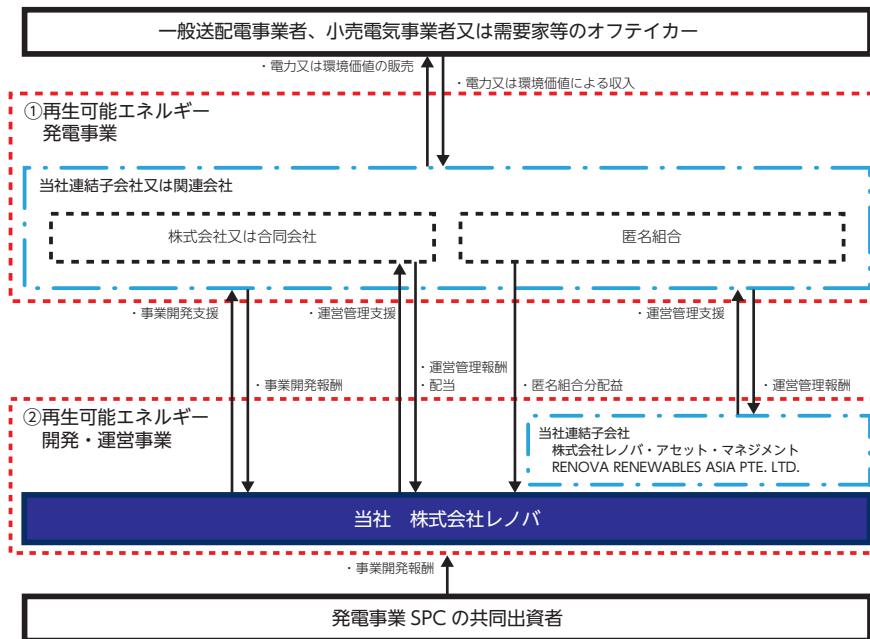 一般送配電事業者、小売電気事業者又は需要家等のオフテイカー
・電力又は環境価値の販売
・電力又は環境価値による収入
①再生可能エネルギー
発電事業
当社連結子会社又は関連会社
株式会社又は合同会社
匿名組合
・事業開発支援
・運営管理支援
・運営管理支援
・事業開発報酬
・運営管理報酬
・配当
・匿名組合分配益
・運営管理報酬
②再生可能エネルギー
開発・運営事業
当社連結子会社
株式会社レノバ・アセット・マネジメント
RENOVA RENEWABLES ASIA PTE. LTD.
当社　株式会社レノバ
・事業開発報酬
発電事業 SPC の共同出資者